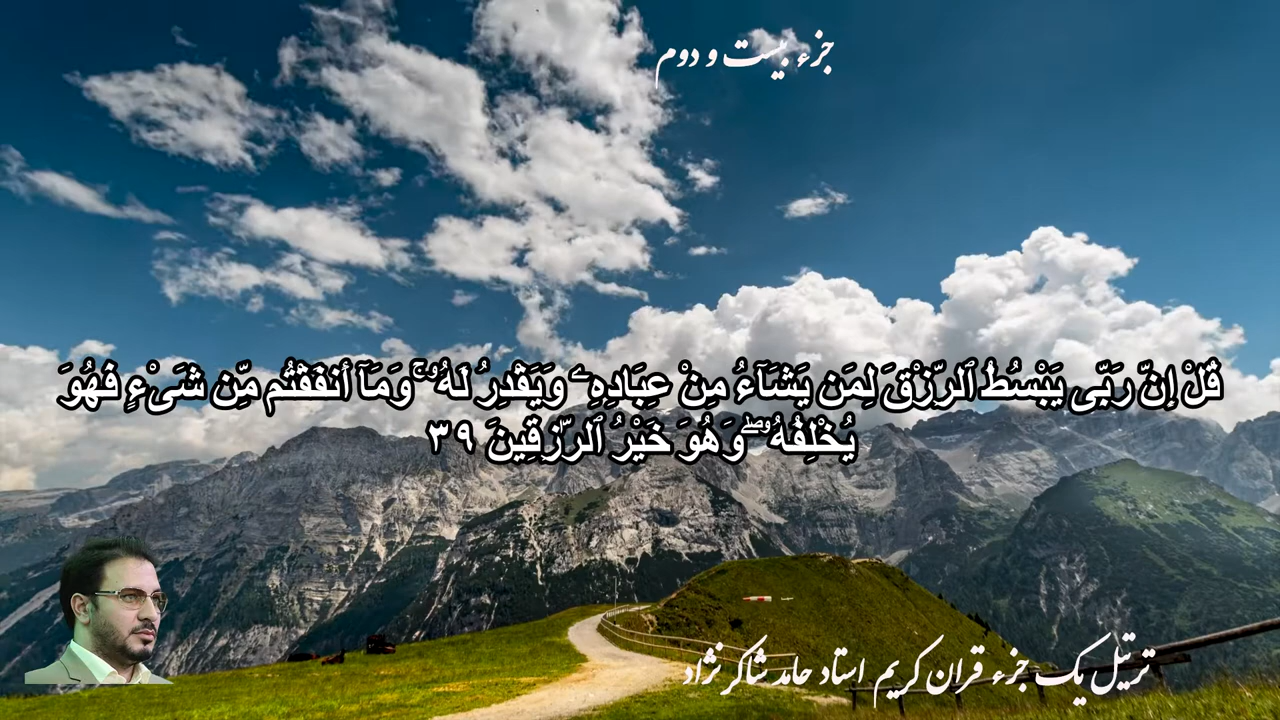 جزء بیست و دوم
قُلْ إِنَّ رَبِّى يَبْسُطُ ٱلرِّزْقَ لِمَن يَشَآءُ مِنْ عِبَادِهِۦ وَيَقْدِرُ لَهُۥ ۚ وَمَآ أَنفَقْتُم مِّن شَىْءٍ فَهُوَ
يُخْلِفُهُۥ ۖ وَهُوَ خَيْرُ ٱلرَّٰزِقِينَ ٣٩
ترتیل یک جزء قران کریم استاد حامد شاکرنژاد